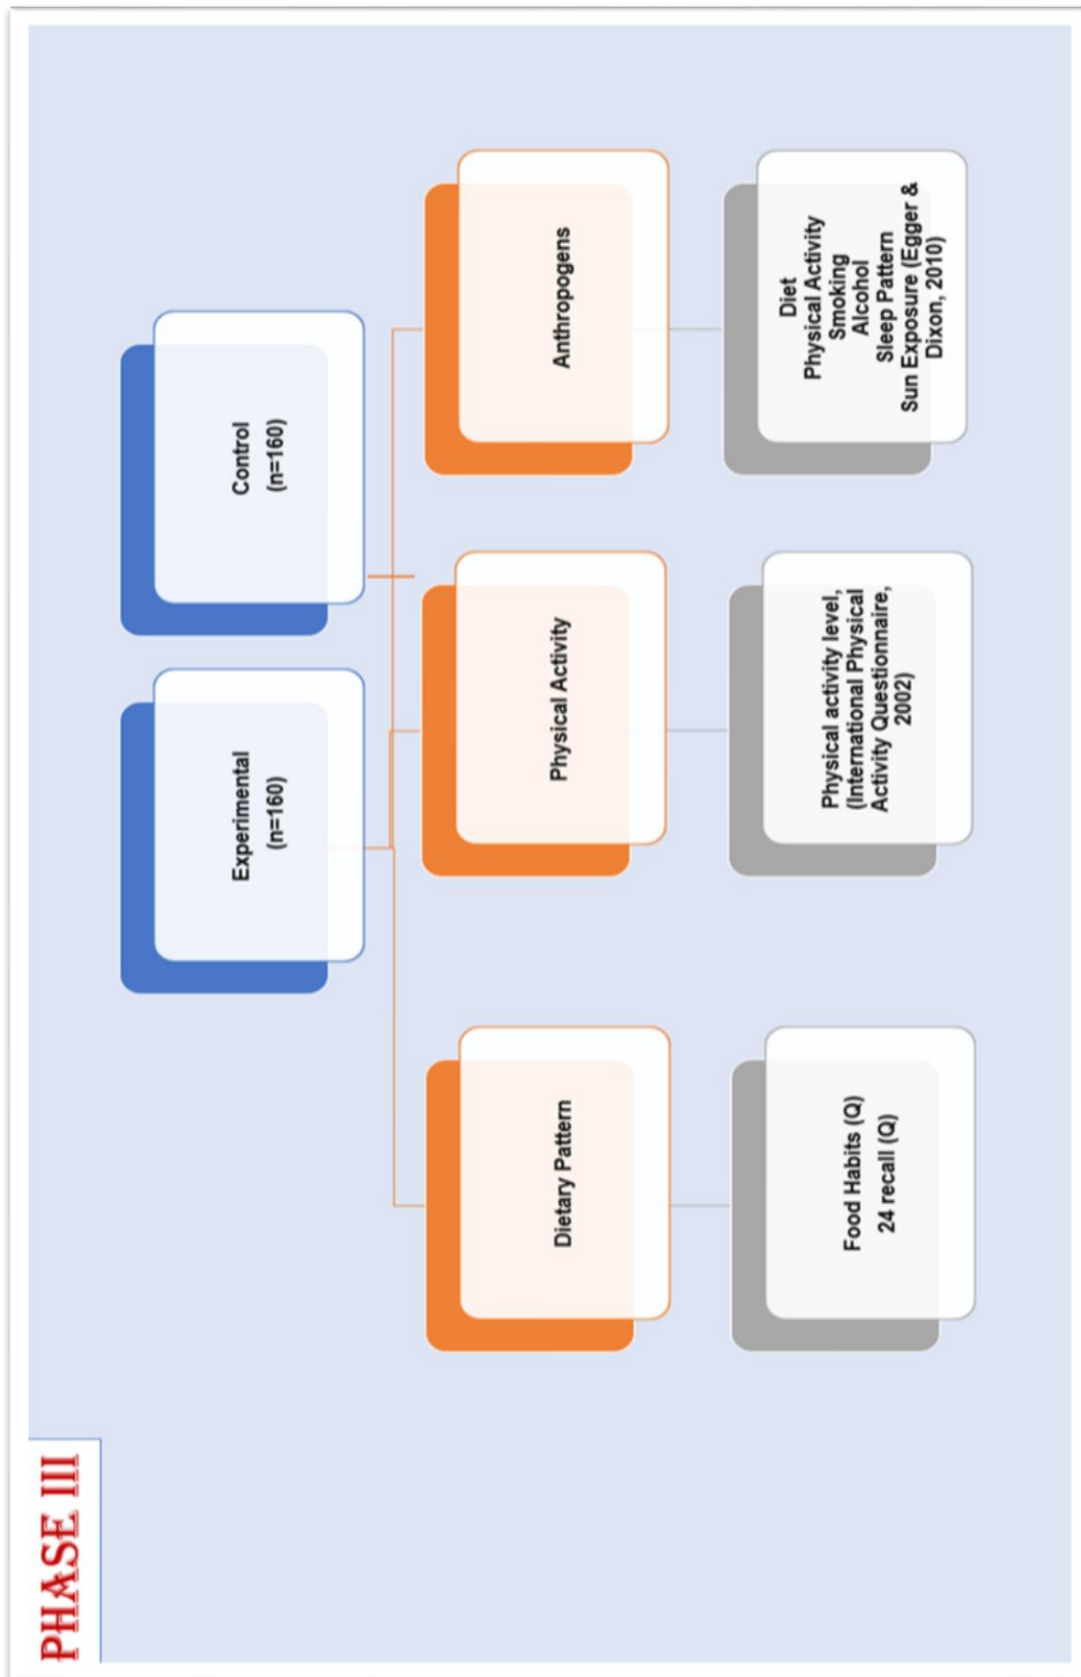 PHASE III
Experimental
(n=160)
Control
(n=160)
Dietary Pattern
Physical Activity
Anthropogens
Food Habits (Q)
24 recall (Q)
Physical activity level,
(International Physical
Activity Questionnaire,
2002)
Diet
Physical Activity
Smoking
Alcohol
Sleep Pattern
Sun Exposure (Egger &
Dixon, 2010)